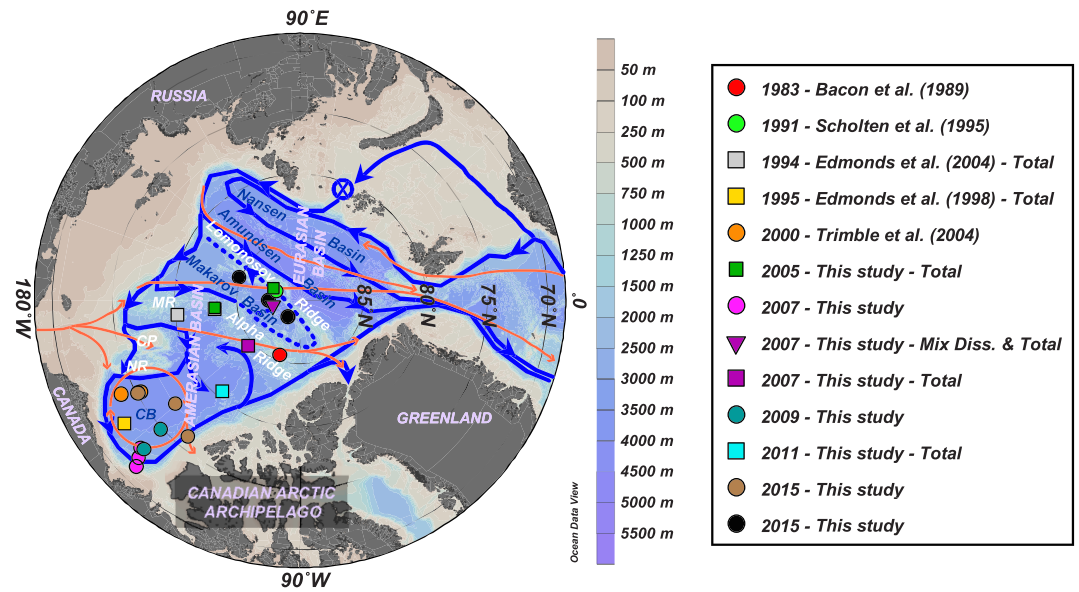 90°E
RUSSIA
Nansen
Basin
Amundsen
Basin
EURASIAN
BASIN
Lomonosov
Ridge
Makarov
Basin
Alpha
Ridge
MR
CP
NR
CB
AMERASIAN BASIN
85°N
80°N
75°N
70°N
0°
180°W
CANADA
GREENLAND
CANADIAN ARCTIC
ARCHIPELAGO
90°W
50 m
100 m
250 m
500 m
750 m
1000 m
1250 m
1500 m
2000 m
2500 m
3000 m
3500 m
4000 m
4500 m
5000 m
5500 m
Ocean Data View
1983 - Bacon et al. (1989)
1991 - Scholten et al. (1995)
1994 - Edmonds et al. (2004) - Total
1995 - Edmonds et al. (1998) - Total
2000 - Trimble et al. (2004)
2005 - This study - Total
2007 - This study
2007 - This study - Mix Diss. & Total
2007 - This study - Total
2009 - This study
2011 - This study - Total
2015 - This study
2015 - This study